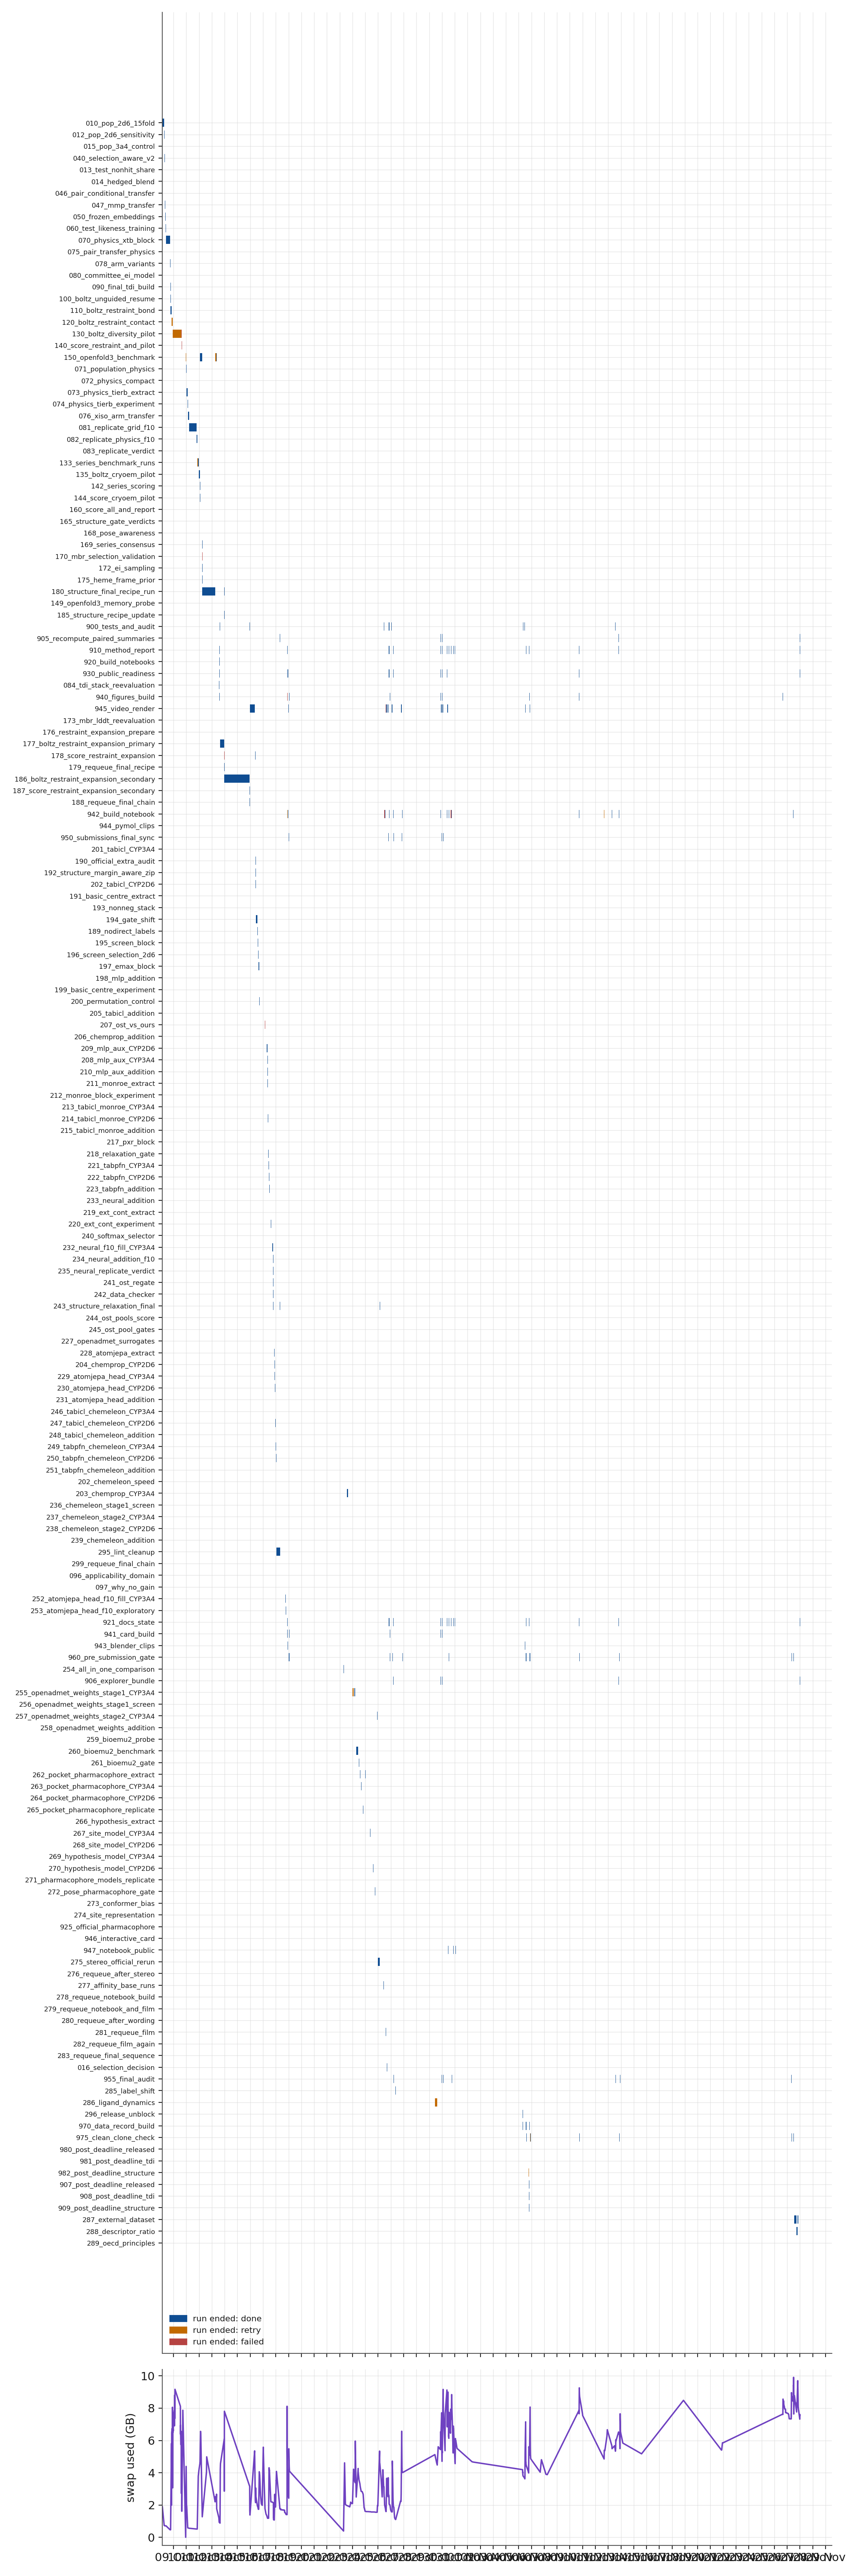 010_pop_2d6_15fold
012_pop_2d6_sensitivity
015_pop_3a4_control
040_selection_aware_v2
013_test_nonhit_share
014_hedged_blend
046_pair_conditional_transfer
047_mmp_transfer
050_frozen_embeddings
060_test_likeness_training
070_physics_xtb_block
075_pair_transfer_physics
078_arm_variants
080_committee_ei_model
090_final_tdi_build
100_boltz_unguided_resume
110_boltz_restraint_bond
120_boltz_restraint_contact
130_boltz_diversity_pilot
140_score_restraint_and_pilot
150_openfold3_benchmark
071_population_physics
072_physics_compact
073_physics_tierb_extract
074_physics_tierb_experiment
076_xiso_arm_transfer
081_replicate_grid_f10
082_replicate_physics_f10
083_replicate_verdict
133_series_benchmark_runs
135_boltz_cryoem_pilot
142_series_scoring
144_score_cryoem_pilot
160_score_all_and_report
165_structure_gate_verdicts
168_pose_awareness
169_series_consensus
170_mbr_selection_validation
172_ei_sampling
175_heme_frame_prior
180_structure_final_recipe_run
149_openfold3_memory_probe
185_structure_recipe_update
900_tests_and_audit
905_recompute_paired_summaries
910_method_report
920_build_notebooks
930_public_readiness
084_tdi_stack_reevaluation
940_figures_build
945_video_render
173_mbr_lddt_reevaluation
176_restraint_expansion_prepare
177_boltz_restraint_expansion_primary
178_score_restraint_expansion
179_requeue_final_recipe
186_boltz_restraint_expansion_secondary
187_score_restraint_expansion_secondary
188_requeue_final_chain
942_build_notebook
944_pymol_clips
950_submissions_final_sync
201_tabicl_CYP3A4
190_official_extra_audit
192_structure_margin_aware_zip
202_tabicl_CYP2D6
191_basic_centre_extract
193_nonneg_stack
194_gate_shift
189_nodirect_labels
195_screen_block
196_screen_selection_2d6
197_emax_block
198_mlp_addition
199_basic_centre_experiment
200_permutation_control
205_tabicl_addition
207_ost_vs_ours
206_chemprop_addition
209_mlp_aux_CYP2D6
208_mlp_aux_CYP3A4
210_mlp_aux_addition
211_monroe_extract
212_monroe_block_experiment
213_tabicl_monroe_CYP3A4
214_tabicl_monroe_CYP2D6
215_tabicl_monroe_addition
217_pxr_block
218_relaxation_gate
221_tabpfn_CYP3A4
222_tabpfn_CYP2D6
223_tabpfn_addition
233_neural_addition
219_ext_cont_extract
220_ext_cont_experiment
240_softmax_selector
232_neural_f10_fill_CYP3A4
234_neural_addition_f10
235_neural_replicate_verdict
241_ost_regate
242_data_checker
243_structure_relaxation_final
244_ost_pools_score
245_ost_pool_gates
227_openadmet_surrogates
228_atomjepa_extract
204_chemprop_CYP2D6
229_atomjepa_head_CYP3A4
230_atomjepa_head_CYP2D6
231_atomjepa_head_addition
246_tabicl_chemeleon_CYP3A4
247_tabicl_chemeleon_CYP2D6
248_tabicl_chemeleon_addition
249_tabpfn_chemeleon_CYP3A4
250_tabpfn_chemeleon_CYP2D6
251_tabpfn_chemeleon_addition
202_chemeleon_speed
203_chemprop_CYP3A4
236_chemeleon_stage1_screen
237_chemeleon_stage2_CYP3A4
238_chemeleon_stage2_CYP2D6
239_chemeleon_addition
295_lint_cleanup
299_requeue_final_chain
096_applicability_domain
097_why_no_gain
252_atomjepa_head_f10_fill_CYP3A4
253_atomjepa_head_f10_exploratory
921_docs_state
941_card_build
943_blender_clips
960_pre_submission_gate
254_all_in_one_comparison
906_explorer_bundle
255_openadmet_weights_stage1_CYP3A4
256_openadmet_weights_stage1_screen
257_openadmet_weights_stage2_CYP3A4
258_openadmet_weights_addition
259_bioemu2_probe
260_bioemu2_benchmark
261_bioemu2_gate
262_pocket_pharmacophore_extract
263_pocket_pharmacophore_CYP3A4
264_pocket_pharmacophore_CYP2D6
265_pocket_pharmacophore_replicate
266_hypothesis_extract
267_site_model_CYP3A4
268_site_model_CYP2D6
269_hypothesis_model_CYP3A4
270_hypothesis_model_CYP2D6
271_pharmacophore_models_replicate
272_pose_pharmacophore_gate
273_conformer_bias
274_site_representation
925_official_pharmacophore
946_interactive_card
947_notebook_public
275_stereo_official_rerun
276_requeue_after_stereo
277_affinity_base_runs
278_requeue_notebook_build
279_requeue_notebook_and_film
280_requeue_after_wording
281_requeue_film
282_requeue_film_again
283_requeue_final_sequence
016_selection_decision
955_final_audit
285_label_shift
286_ligand_dynamics
296_release_unblock
970_data_record_build
975_clean_clone_check
980_post_deadline_released
981_post_deadline_tdi
982_post_deadline_structure
907_post_deadline_released
908_post_deadline_tdi
909_post_deadline_structure
287_external_dataset
288_descriptor_ratio
289_oecd_principles
run ended: done
run ended: retry
run ended: failed
10
8
6
4
2
0
swap used (GB)